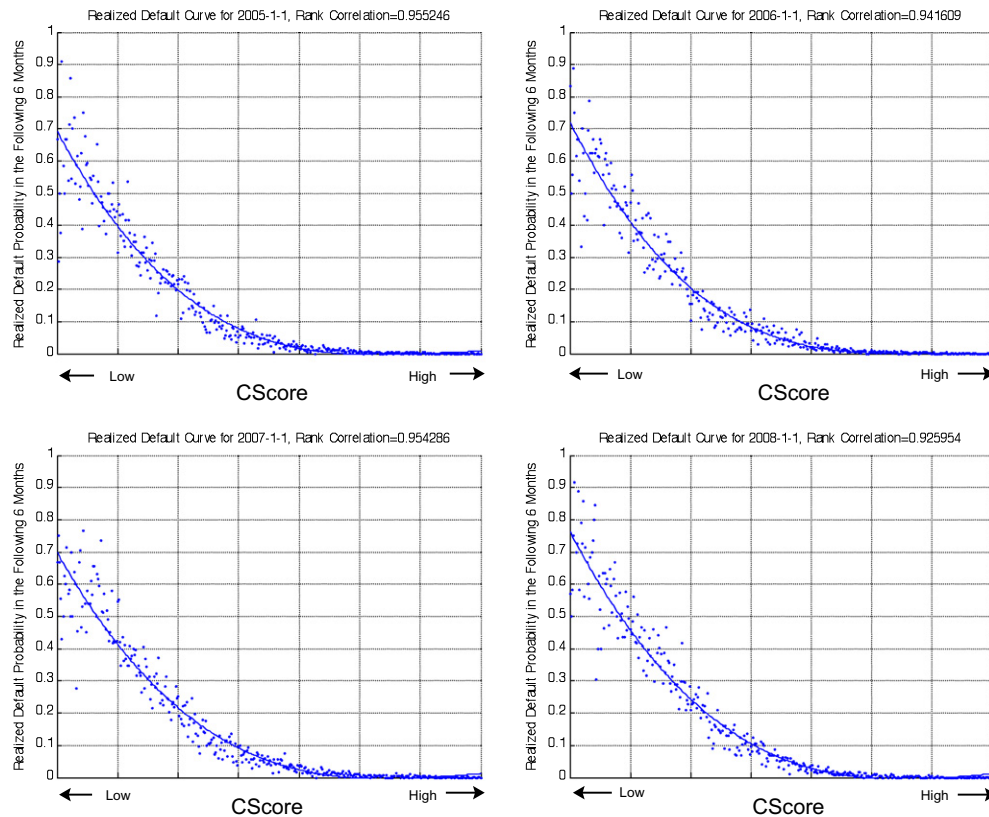 Realized Default Curve for 2005-1-1, Rank Correlation=0.955246
Realized Default Probability in the Following 6 Months
1
0.9
0.8
0.7
0.6
0.5
0.4
0.3
0.2
0.1
0
Low
High
CScore
Realized Default Curve for 2006-1-1, Rank Correlation=0.941609
Realized Default Probability in the Following 6 Months
1
0.9
0.8
0.7
0.6
0.5
0.4
0.3
0.2
0.1
0
Low
High
CScore
Realized Default Curve for 2007-1-1, Rank Correlation=0.954286
Realized Default Probability in the Following 6 Months
1
0.9
0.8
0.7
0.6
0.5
0.4
0.3
0.2
0.1
0
Low
High
CScore
Realized Default Curve for 2008-1-1, Rank Correlation=0.925954
Realized Default Probability in the Following 6 Months
1
0.9
0.8
0.7
0.6
0.5
0.4
0.3
0.2
0.1
0
Low
High
CScore